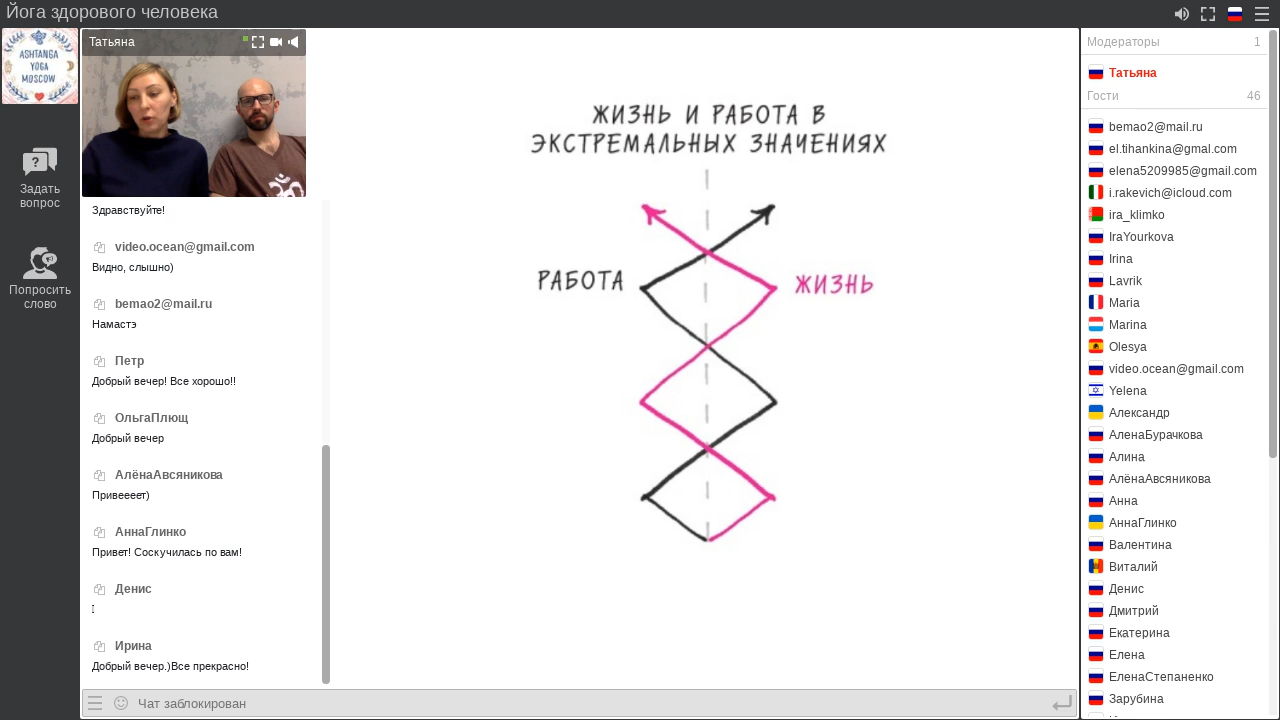 Йога здорового человека
ASHTANGA
YOGA
MOSCOW
Задать
вопрос
Попросить
слово
Татьяна
Здравствуйте!
video.ocean@gmail.com
Видно, слышно)
bemao2@mail.ru
Намастэ
Петр
Добрый вечер! Все хорошо!!
ОльгаПлющ
Добрый вечер
АлёнаАвсяникова
Привеееет)
АннаГлинко
Привет! Соскучилась по вам!
Денис
Ирина
Добрый вечер.)Все прекрасно!
Чат заблокирован
ЖИЗНЬ И РАБОТА В
ЭКСТРЕМАЛЬНЫХ ЗНАЧЕНИЯХ
РАБОТА
ЖИЗНЬ
Модераторы 1
Татьяна
Гости 46
bemao2@mail.ru
el.tihankina@gmal.com
elena5209985@gmail.com
i.rakevich@icloud.com
ira_klimko
IraYourkova
Irina
Lavrik
Maria
Marina
Olesya
video.ocean@gmail.com
Yelena
Александр
АленаБурачкова
Алина
АлёнаАвсяникова
Анна
АннаГлинко
Валентина
Виталий
Денис
Дмитрий
Екатерина
Елена
ЕленаСтепаненко
Зарубина